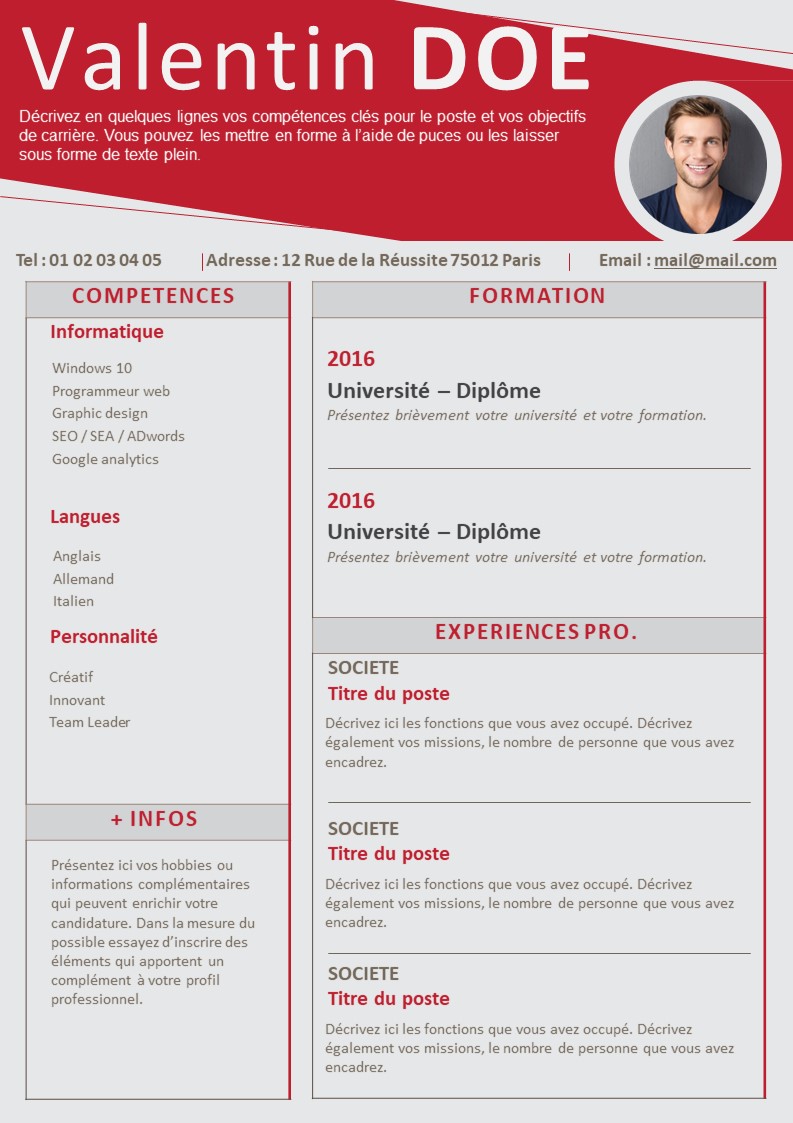 Valentin DOE
Décrivez en quelques lignes vos compétences clés pour le poste et vos objectifs
de carrière. Vous pouvez les mettre en forme à l'aide de puces ou les laisser
sous forme de texte plein.
Tel : 01 02 03 04 05 | Adresse : 12 Rue de la Réussite 75012 Paris | Email : mail@mail.com
COMPETENCES
Informatique
Windows 10
Programmeur web
Graphic design
SEO / SEA / ADwords
Google analytics
Langues
Anglais
Allemand
Italien
Personnalité
Créatif
Innovant
Team Leader
+ INFOS
Présentez ici vos hobbies ou
informations complémentaires
qui peuvent enrichir votre
candidature. Dans la mesure du
possible essayez d'inscrire des
éléments qui apportent un
complément à votre profil
professionnel.
FORMATION
2016
Université – Diplôme
Présentez brièvement votre université et votre formation.
2016
Université – Diplôme
Présentez brièvement votre université et votre formation.
EXPERIENCES PRO.
SOCIETE
Titre du poste
Décrivez ici les fonctions que vous avez occupé. Décrivez
également vos missions, le nombre de personne que vous avez
encadrez.
SOCIETE
Titre du poste
Décrivez ici les fonctions que vous avez occupé. Décrivez
également vos missions, le nombre de personne que vous avez
encadrez.
SOCIETE
Titre du poste
Décrivez ici les fonctions que vous avez occupé. Décrivez
également vos missions, le nombre de personne que vous avez
encadrez.